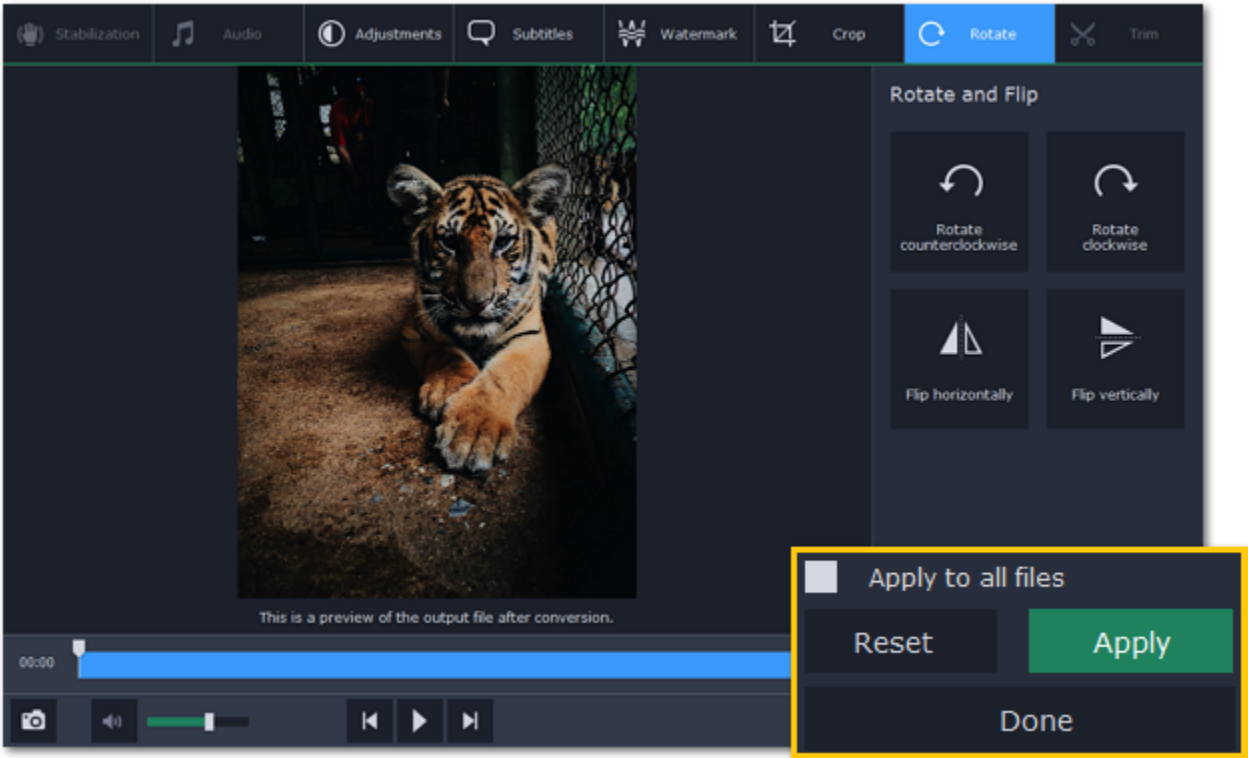 Stabilization
Audio
Adjustments
Subtitles
Watermark
Crop
Rotate
Trim
Rotate and Flip
Rotate
counterclockwise
Rotate
clockwise
Flip horizontally
Flip vertically
This is a preview of the output file after conversion.
00:00
Apply to all files
Reset
Apply
Done